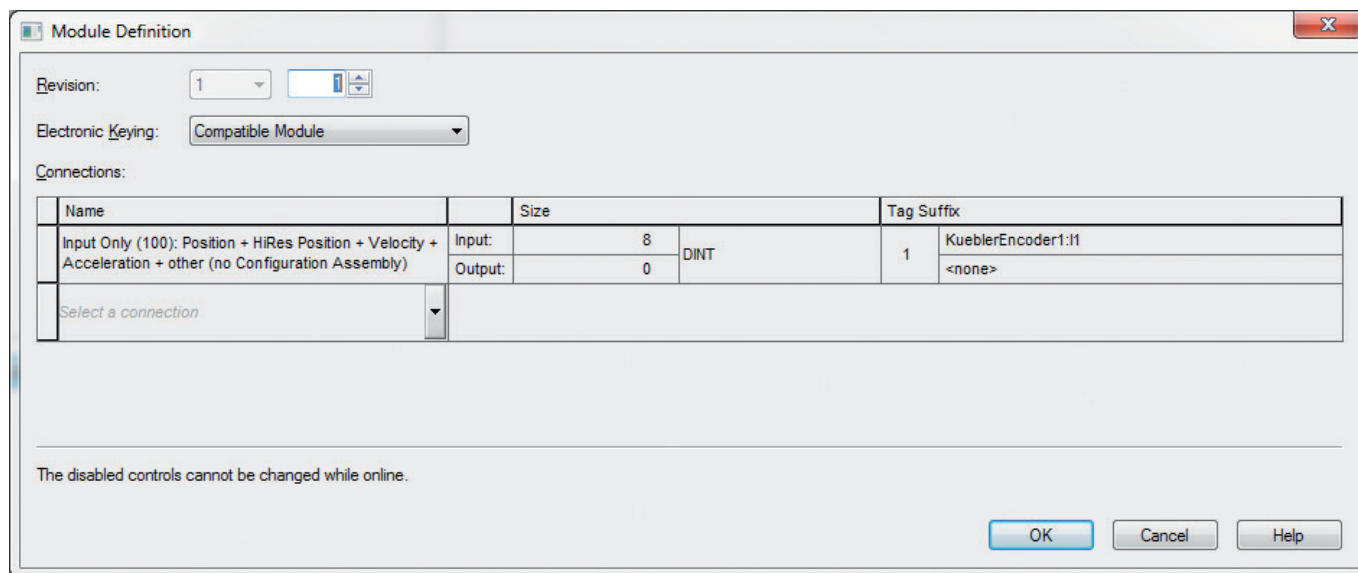 Module Definition
X
Revision:
1
1
Electronic Keying:
Compatible Module
Connections:
Name
Size
Tag Suffix
Input Only (100): Position + HiRes Position + Velocity +
Acceleration + other (no Configuration Assembly)
Input:
8
DINT
1
KueblerEncoder1:I1
Output:
0
<none>
Select a connection
The disabled controls cannot be changed while online.
OK
Cancel
Help